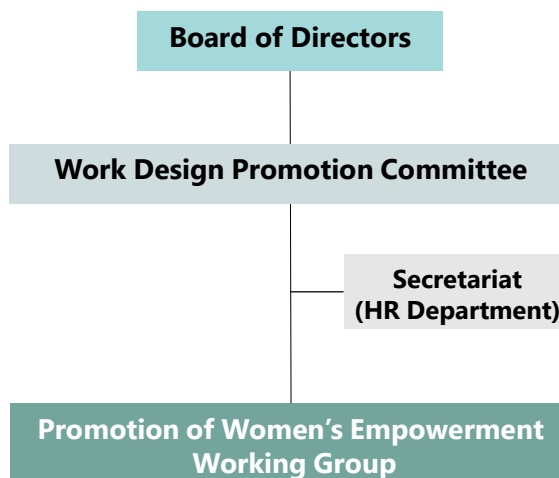 Board of Directors
Work Design Promotion Committee
Secretariat
(HR Department)
Promotion of Women’s Empowerment
Working Group